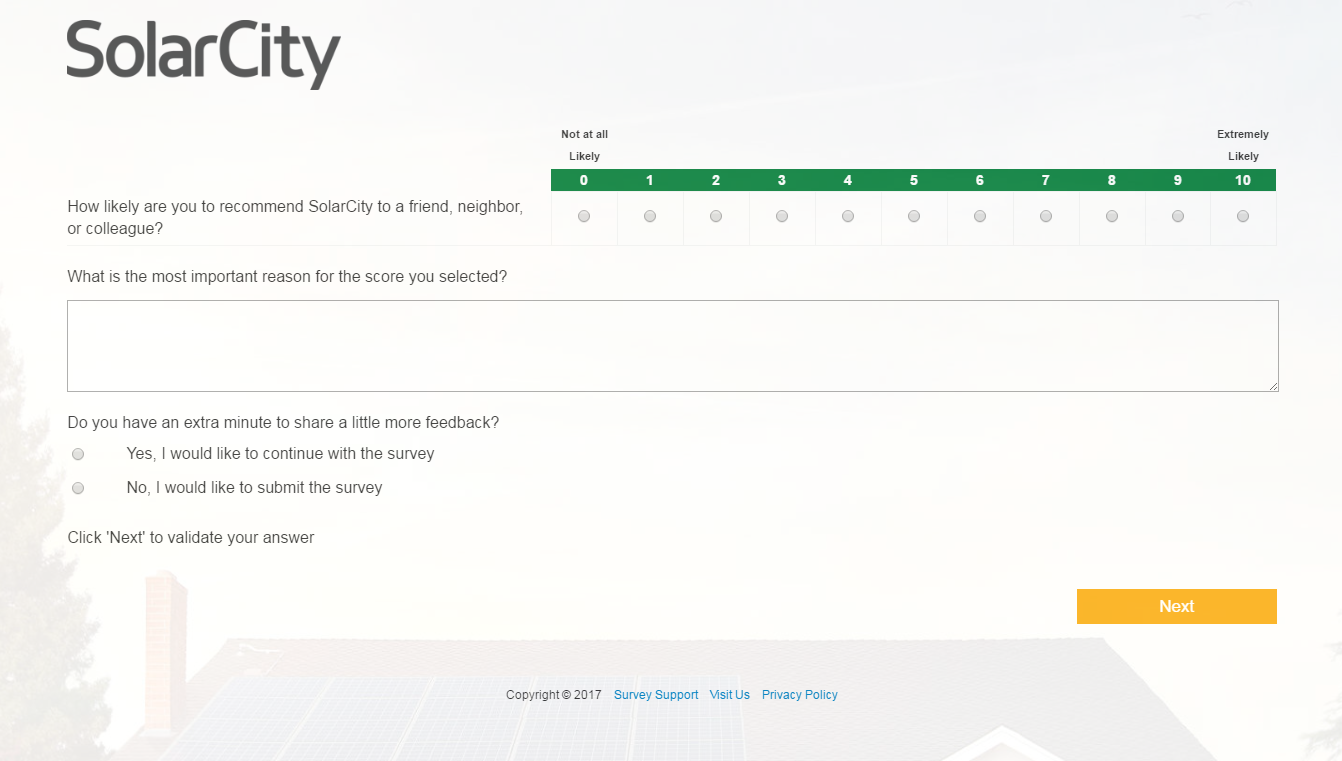 SolarCity
Not at all
Likely
Extremely
Likely
0 1 2 3 4 5 6 7 8 9 10
How likely are you to recommend SolarCity to a friend, neighbor,
or colleague?
What is the most important reason for the score you selected?
Do you have an extra minute to share a little more feedback?
Yes, I would like to continue with the survey
No, I would like to submit the survey
Click 'Next' to validate your answer
Next
Copyright © 2017 Survey Support Visit Us Privacy Policy